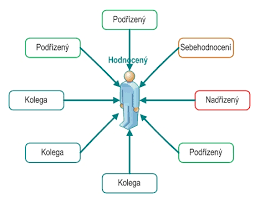 Podřízený
Podřízený
Sebehodnocení
Hodnocený
Kolega
Nadřízený
Kolega
Podřízený
Kolega